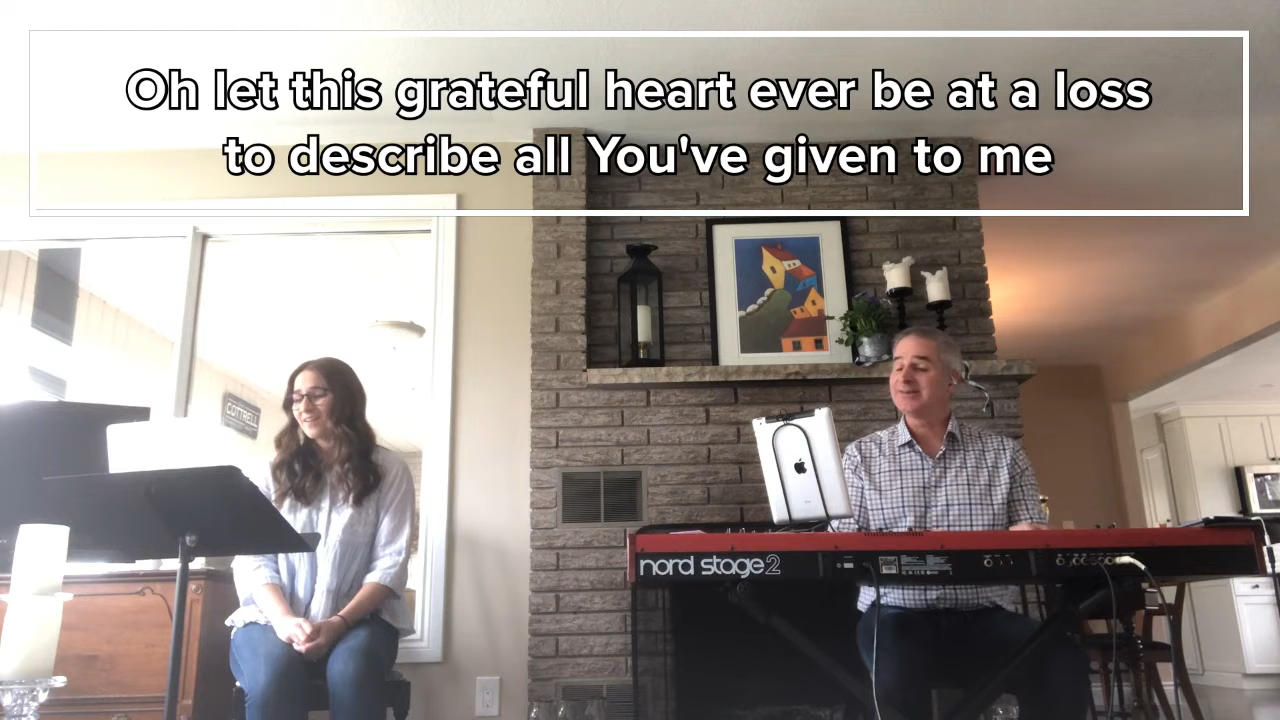 Oh let this grateful heart ever be at a loss
to describe all You've given to me
COTTRELL
nord stage2